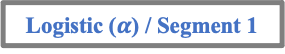 Logistic (α) / Segment 1